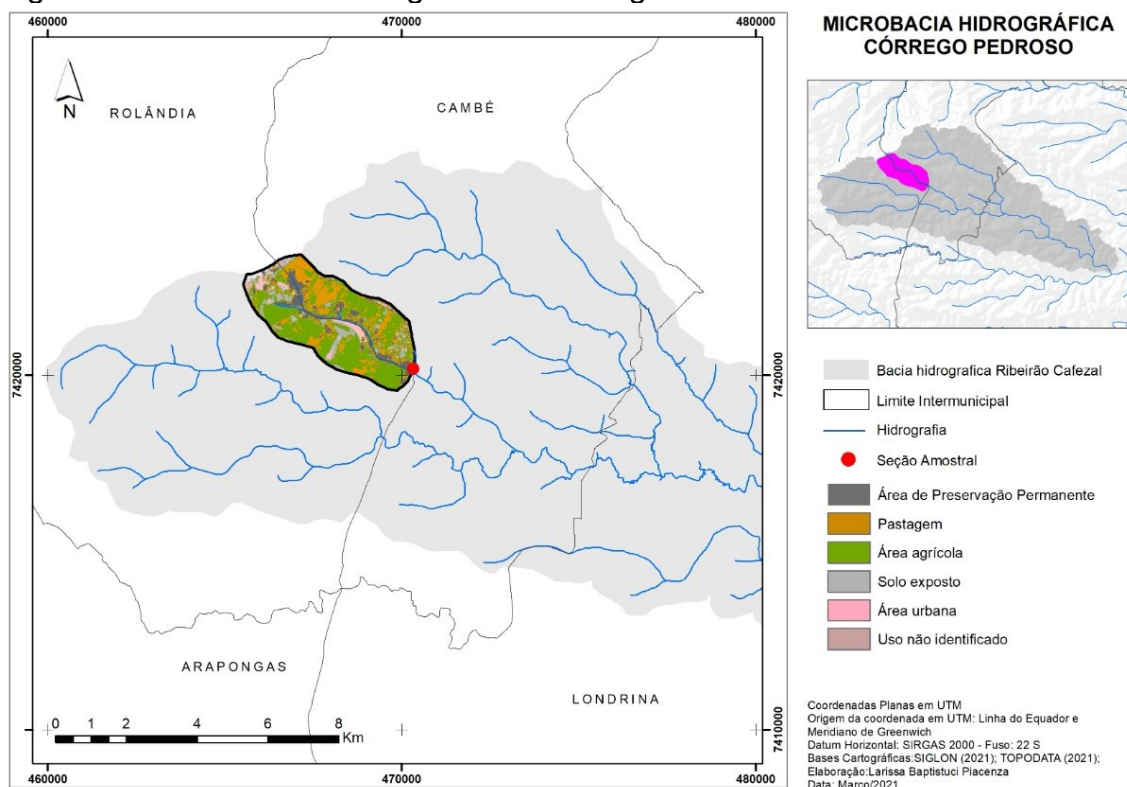 460000 470000 480000
MICROBACIA HIDROGRÁFICA
CÓRREGO PEDROSO
N
ROLÂNDIA
CAMBÉ
7420000
7420000
ARAPONGAS
LONDRINA
7410000
0 1 2 4 6 8
Km
460000 470000 480000
Bacia hidrografica Ribeirão Cafezal
Limite Intermunicipal
Hidrografia
Seção Amostral
Área de Preservação Permanente
Pastagem
Área agrícola
Solo exposto
Área urbana
Uso não identificado
Coordenadas Planas em UTM
Origem da coordenada em UTM: Linha do Equador e
Meridiano de Greenwich
Datum Horizontal: SIRGAS 2000 - Fuso: 22 S
Bases Cartográficas:SIGLON (2021); TOPODATA (2021);
Elaboração:Larissa Baptistuci Piacenza
Data: Março/2021